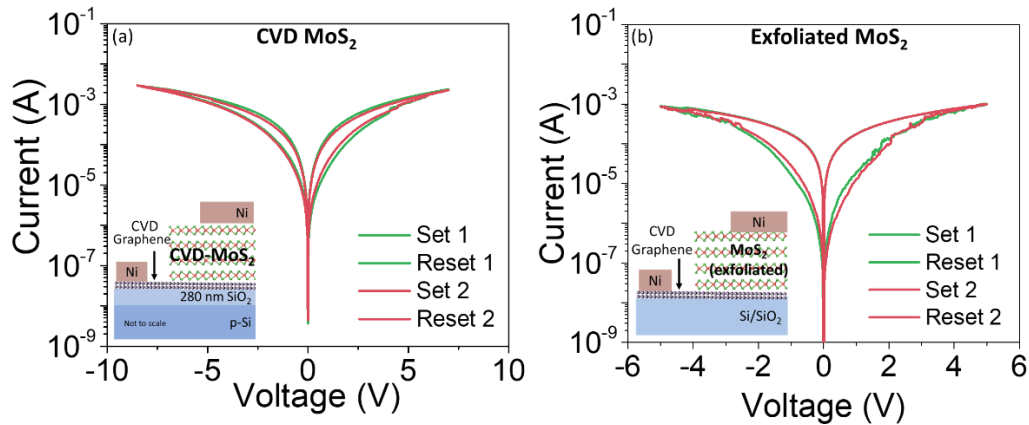 (a) CVD MoS₂
Current (A)
10⁻¹
10⁻³
10⁻⁵
10⁻⁷
10⁻⁹
-10 -5 0 5 10
Voltage (V)
Set 1
Reset 1
Set 2
Reset 2
Ni
CVD
Graphene
CVD-MoS₂
Ni
280 nm SiO₂
Not to scale
p-Si
(b) Exfoliated MoS₂
Current (A)
10⁻¹
10⁻³
10⁻⁵
10⁻⁷
10⁻⁹
-6 -4 -2 0 2 4 6
Voltage (V)
Set 1
Reset 1
Set 2
Reset 2
Ni
CVD
Graphene
MoS₂
(exfoliated)
Ni
Si/SiO₂